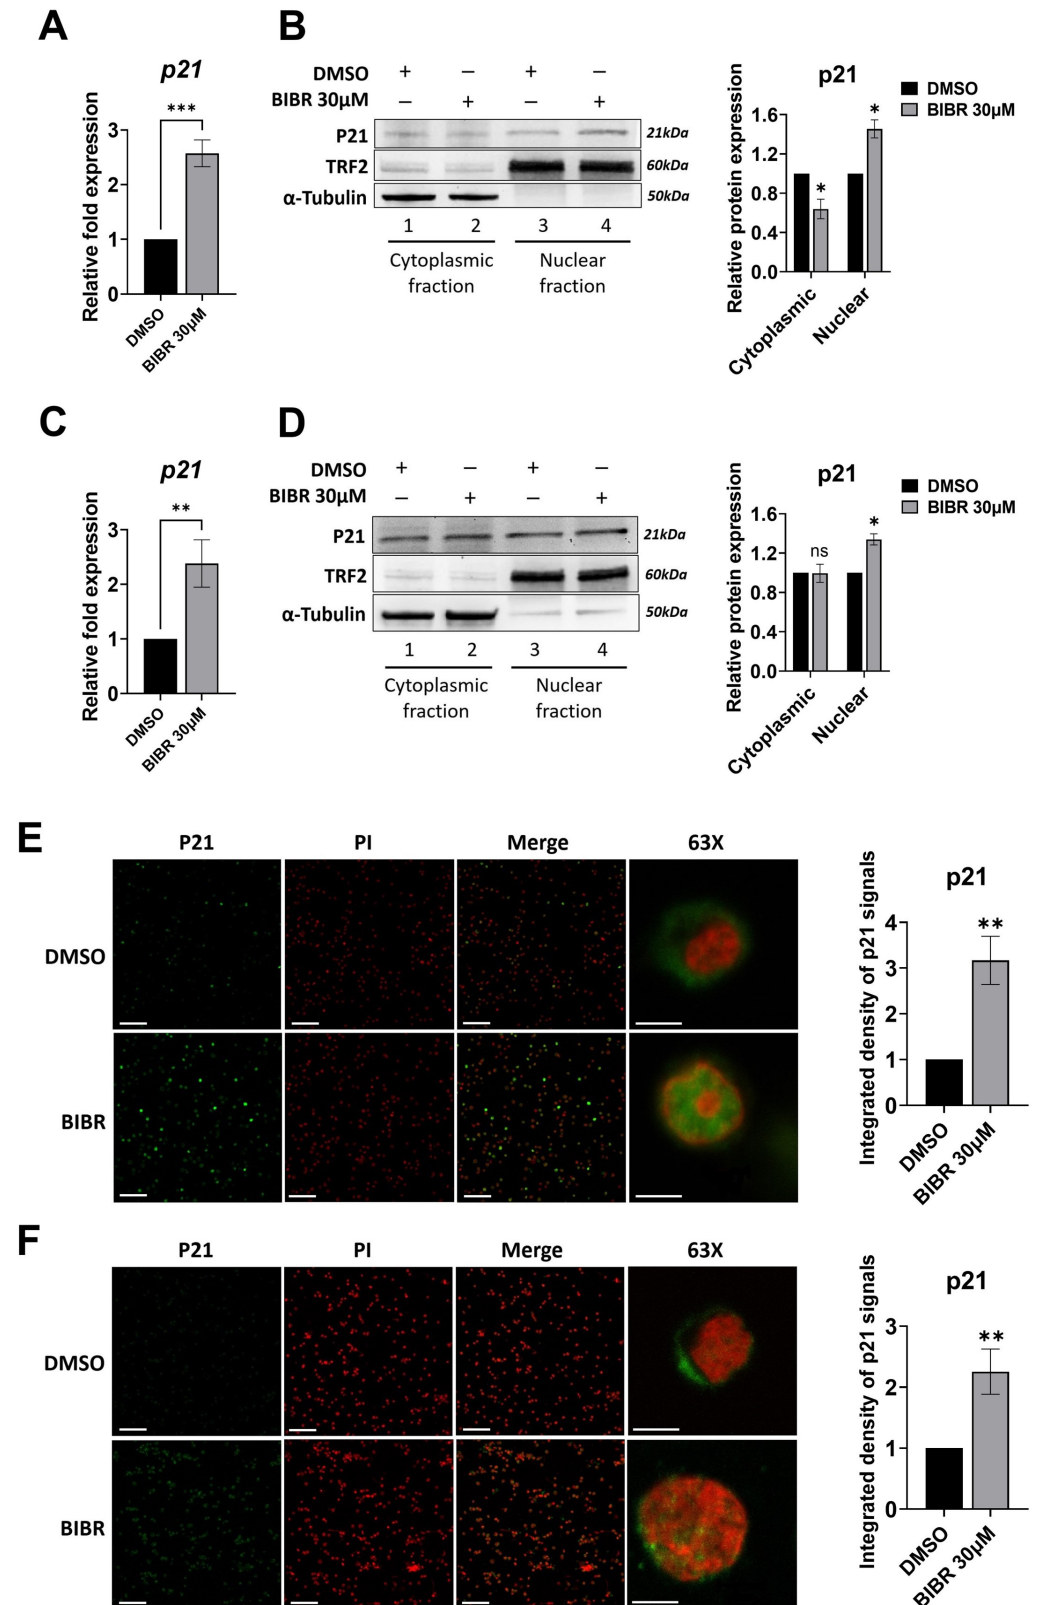 A
p21
***
Relative fold expression
3
2
1
0
DMSO
BIBR 30µM
B
DMSO + – + –
BIBR 30µM – + – +
P21 21kDa
TRF2 60kDa
α-Tubulin 50kDa
1 2 3 4
Cytoplasmic fraction
Nuclear fraction
p21
DMSO
BIBR 30µM
Relative protein expression
1.6
1.2
0.8
0.4
0.0
*
*
Cytoplasmic
Nuclear
C
p21
**
Relative fold expression
3
2
1
0
DMSO
BIBR 30µM
D
DMSO + – + –
BIBR 30µM – + – +
P21 21kDa
TRF2 60kDa
α-Tubulin 50kDa
1 2 3 4
Cytoplasmic fraction
Nuclear fraction
p21
DMSO
BIBR 30µM
Relative protein expression
1.6
1.2
0.8
0.4
0.0
ns
*
Cytoplasmic
Nuclear
E
P21 PI Merge 63X
DMSO
BIBR
p21
**
Integrated density of p21 signals
4
3
2
1
0
DMSO
BIBR 30µM
F
P21 PI Merge 63X
DMSO
BIBR
p21
**
Integrated density of p21 signals
3
2
1
0
DMSO
BIBR 30µM